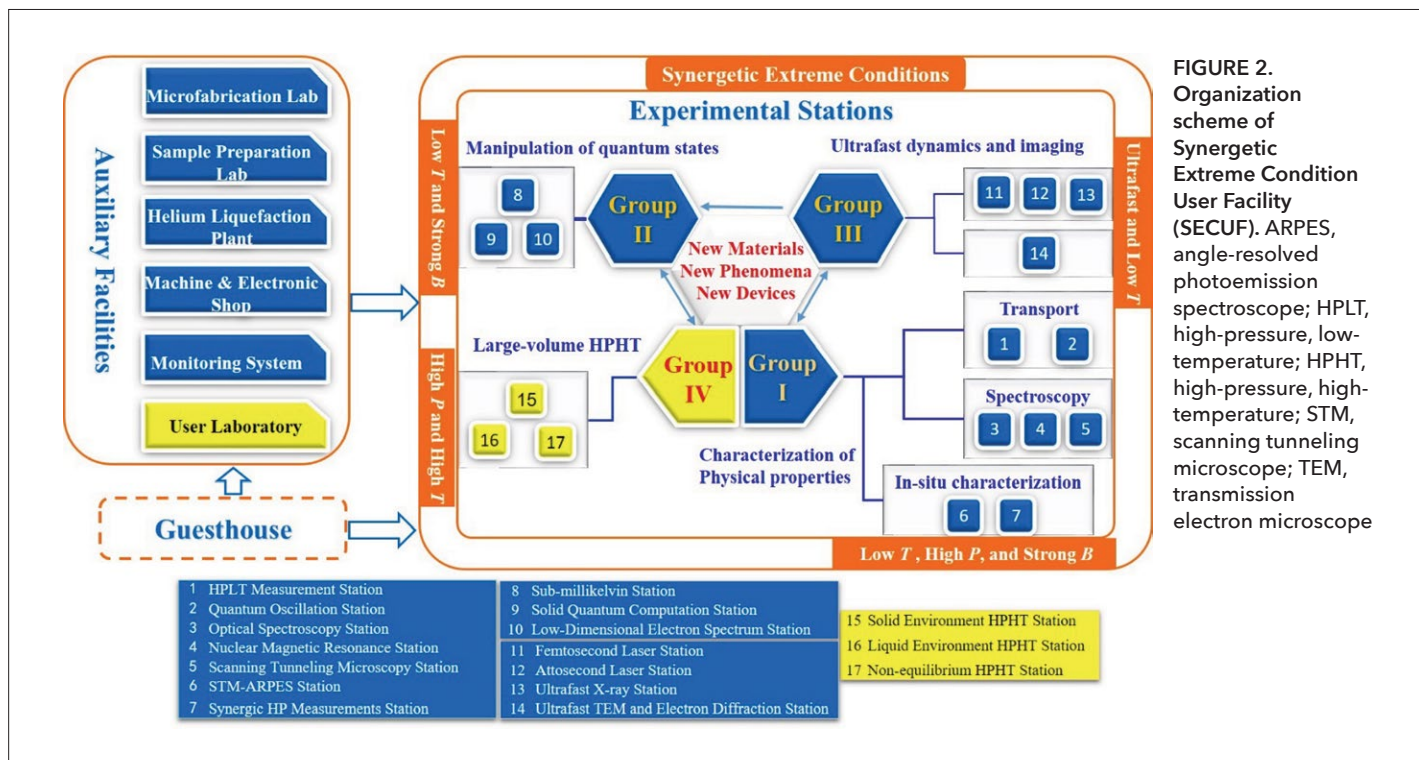 Auxiliary Facilities
Microfabrication Lab
Sample Preparation
Lab
Helium Liquefaction
Plant
Machine & Electronic
Shop
Monitoring System
User Laboratory
Guesthouse
Synergetic Extreme Conditions
Low T and Strong B
High P and High T
Ultrafast and Low T
Low T , High P, and Strong B
Experimental Stations
Manipulation of quantum states
8
9 10
Group
II
Ultrafast dynamics and imaging
Group
III
11 12 13
14
New Materials
New Phenomena
New Devices
Large-volume HPHT
15
16 17
Group
IV
Group
I
Characterization of
Physical properties
Transport
1 2
Spectroscopy
3 4 5
In-situ characterization
6 7
1 HPLT Measurement Station
2 Quantum Oscillation Station
3 Optical Spectroscopy Station
4 Nuclear Magnetic Resonance Station
5 Scanning Tunneling Microscopy Station
6 STM-ARPES Station
7 Synergic HP Measurements Station
8 Sub-millikelvin Station
9 Solid Quantum Computation Station
10 Low-Dimensional Electron Spectrum Station
11 Femtosecond Laser Station
12 Attosecond Laser Station
13 Ultrafast X-ray Station
14 Ultrafast TEM and Electron Diffraction Station
15 Solid Environment HPHT Station
16 Liquid Environment HPHT Station
17 Non-equilibrium HPHT Station
FIGURE 2.
Organization
scheme of
Synergetic
Extreme Condition
User Facility
(SECUF). ARPES,
angle-resolved
photoemission
spectroscope; HPLT,
high-pressure, low-
temperature; HPHT,
high-pressure, high-
temperature; STM,
scanning tunneling
microscope; TEM,
transmission
electron microscope